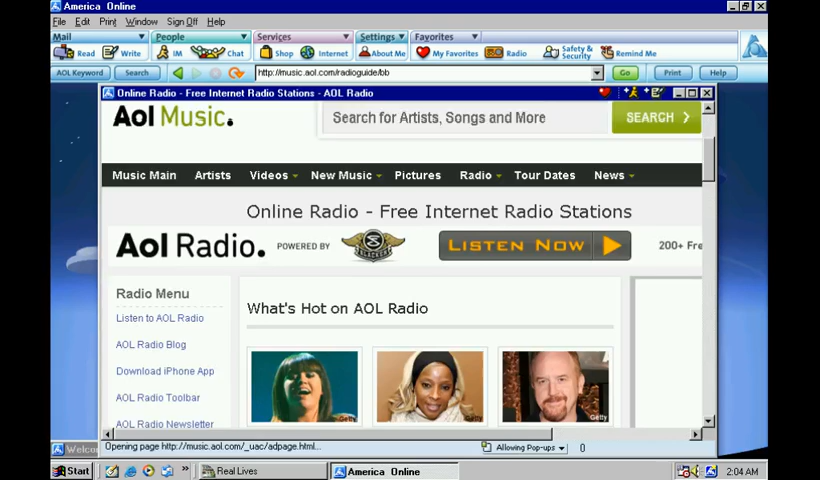 America Online
File Edit Print Window Sign Off Help
Mail People Services Settings Favorites
Read Write IM Chat Shop Internet About Me My Favorites Radio Safety & Security Remind Me
AOL Keyword Search http://music.aol.com/radioguide/bb Go Print Help
Online Radio - Free Internet Radio Stations - AOL Radio
Aol Music. Search for Artists, Songs and More SEARCH
Music Main Artists Videos New Music Pictures Radio Tour Dates News
Online Radio - Free Internet Radio Stations
Aol Radio. POWERED BY SLACKER LISTEN NOW 200+ Fre
Radio Menu
Listen to AOL Radio
AOL Radio Blog
Download iPhone App
AOL Radio Toolbar
AOL Radio Newsletter
What's Hot on AOL Radio
Getty
Getty
Getty
Welcom
Opening page http://music.aol.com/_uac/adpage.html... Allowing Pop-ups 0
Start Real Lives America Online 2:04 AM